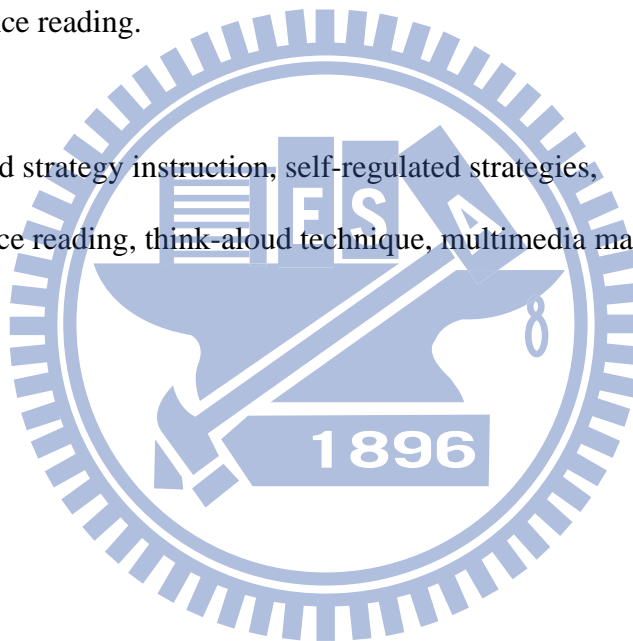 ce reading.
d strategy instruction, self-regulated strategies,
ce reading, think-aloud technique, multimedia ma
E S A
1896